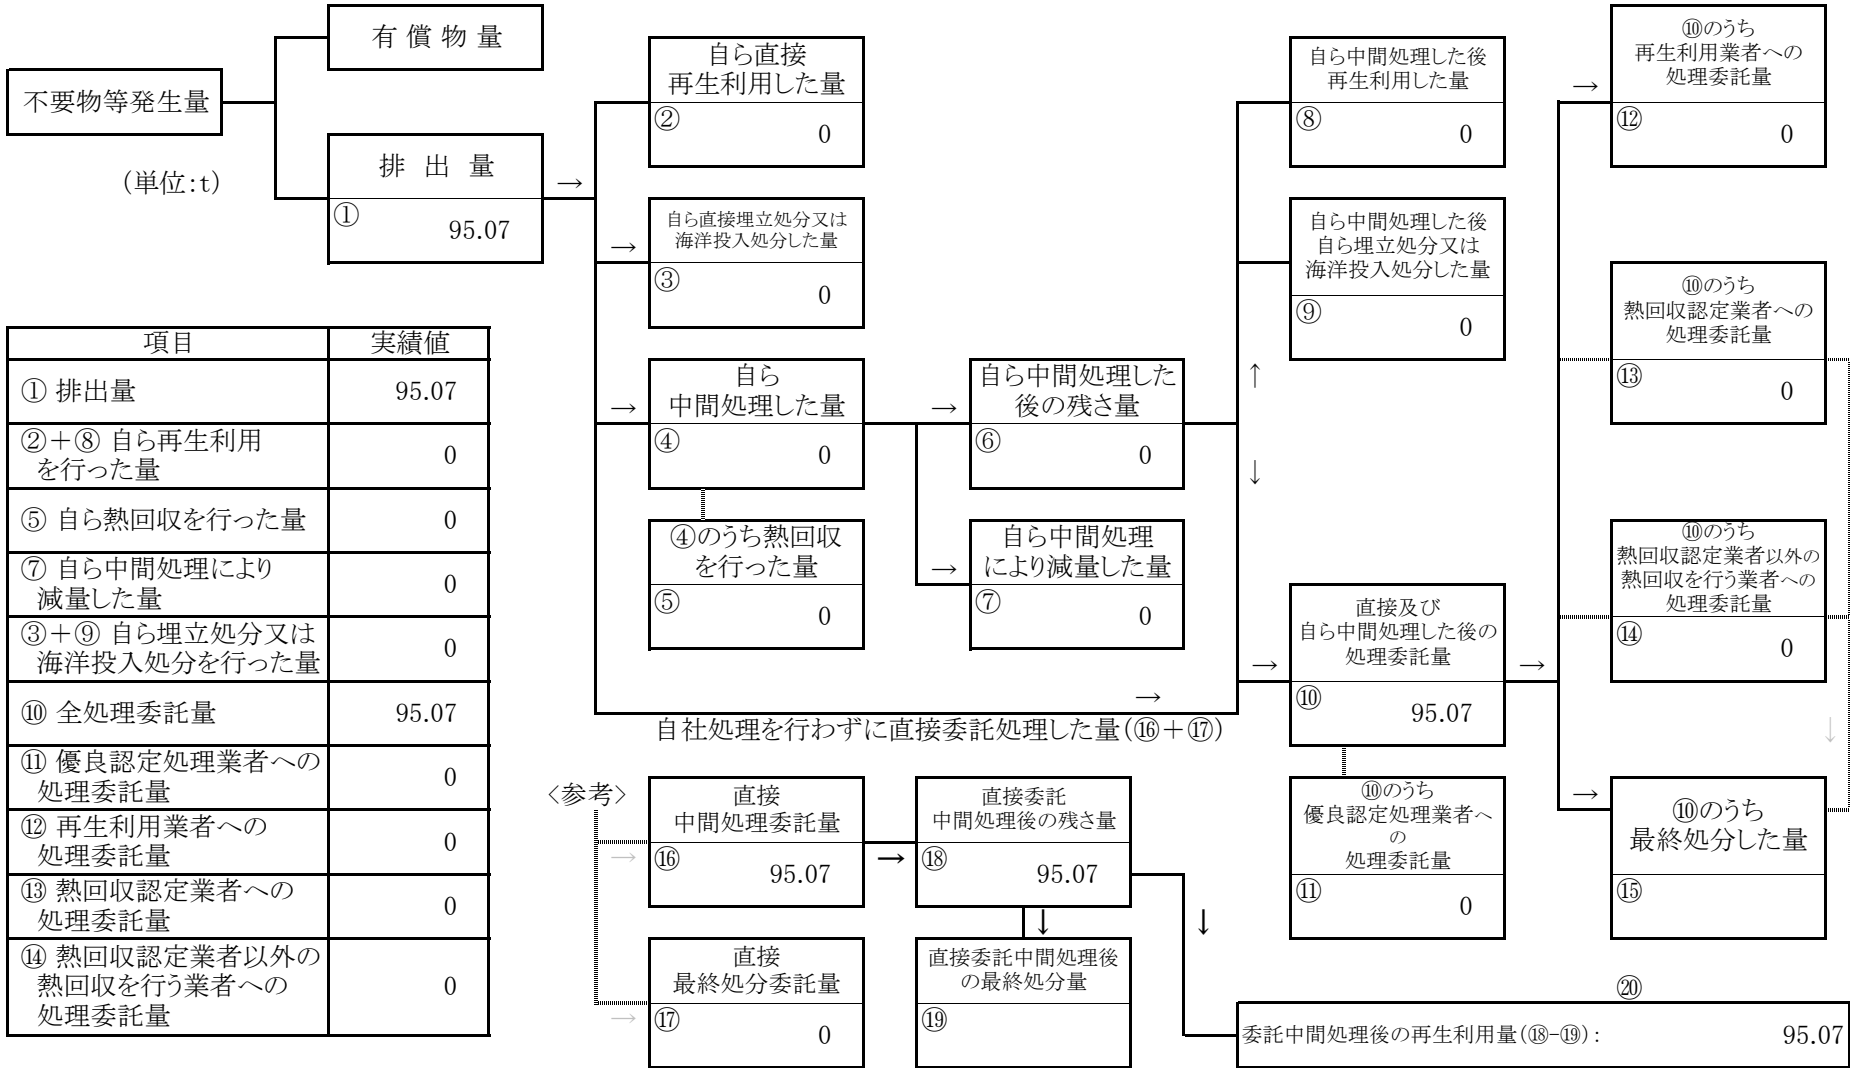 有 償 物 量
不要物等発生量
(単位:t)
排 出 量
→
①
95.07
自ら直接
再生利用した量
②
0
→
自ら直接埋立処分又は
海洋投入処分した量
③
0
→
自ら
中間処理した量
④
0
④のうち熱回収
を行った量
⑤
0
→
自ら中間処理した
後の残さ量
⑥
0
→
自ら中間処理
により減量した量
⑦
0
自ら中間処理した後
再生利用した量
⑧
0
自ら中間処理した後
自ら埋立処分又は
海洋投入処分した量
⑨
0
↑
↓
→
自社処理を行わずに直接委託処理した量(⑯+⑰)
→
直接及び
自ら中間処理した後の
処理委託量
⑩
95.07
→
⑩のうち
優良認定処理業者へ
の
処理委託量
⑪
0
→
⑩のうち
再生利用業者への
処理委託量
⑫
0
⑩のうち
熱回収認定業者への
処理委託量
⑬
0
⑩のうち
熱回収認定業者以外の
熱回収を行う業者への
処理委託量
⑭
0
↓
→
⑩のうち
最終処分した量
⑮
項目 実績値
① 排出量 95.07
②+⑧ 自ら再生利用
を行った量 0
⑤ 自ら熱回収を行った量 0
⑦ 自ら中間処理により
減量した量 0
③+⑨ 自ら埋立処分又は
海洋投入処分を行った量 0
⑩ 全処理委託量 95.07
⑪ 優良認定処理業者への
処理委託量 0
⑫ 再生利用業者への
処理委託量 0
⑬ 熱回収認定業者への
処理委託量 0
⑭ 熱回収認定業者以外の
熱回収を行う業者への 0
処理委託量
<参考>
→
直接
中間処理委託量
⑯
95.07
→
直接委託
中間処理後の残さ量
⑱
95.07
↓
↓
→
直接
最終処分委託量
⑰
0
直接委託中間処理後
の最終処分量
⑲
⑳
委託中間処理後の再生利用量(⑱-⑲): 95.07